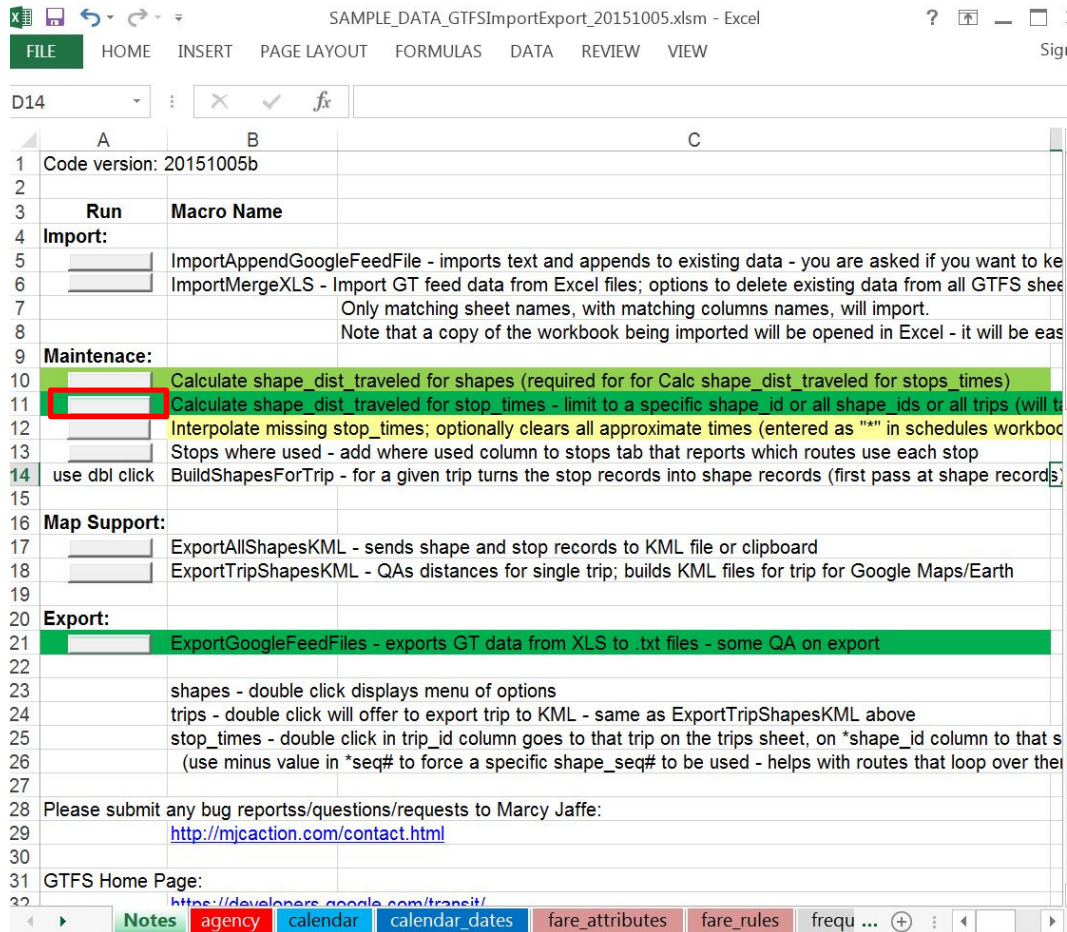 SAMPLE_DATA_GTFSImportExport_20151005.xlsm - Excel
FILE HOME INSERT PAGE LAYOUT FORMULAS DATA REVIEW VIEW Sign
D14 fx
A B C
1 Code version: 20151005b
2
3 Run Macro Name
4 Import:
5 ImportAppendGoogleFeedFile - imports text and appends to existing data - you are asked if you want to ke
6 ImportMergeXLS - Import GT feed data from Excel files; options to delete existing data from all GTFS shee
7 Only matching sheet names, with matching columns names, will import.
8 Note that a copy of the workbook being imported will be opened in Excel - it will be eas
9 Maintenace:
10 Calculate shape_dist_traveled for shapes (required for for Calc shape_dist_traveled for stops_times)
11 Calculate shape_dist_traveled for stop_times - limit to a specific shape_id or all shape_ids or all trips (will ta
12 Interpolate missing stop_times; optionally clears all approximate times (entered as "*" in schedules workboo
13 Stops where used - add where used column to stops tab that reports which routes use each stop
14 use dbl click BuildShapesForTrip - for a given trip turns the stop records into shape records (first pass at shape records)
15
16 Map Support:
17 ExportAllShapesKML - sends shape and stop records to KML file or clipboard
18 ExportTripShapesKML - QAs distances for single trip; builds KML files for trip for Google Maps/Earth
19
20 Export:
21 ExportGoogleFeedFiles - exports GT data from XLS to .txt files - some QA on export
22
23 shapes - double click displays menu of options
24 trips - double click will offer to export trip to KML - same as ExportTripShapesKML above
25 stop_times - double click in trip_id column goes to that trip on the trips sheet, on *shape_id column to that s
26 (use minus value in *seq# to force a specific shape_seq# to be used - helps with routes that loop over the
27
28 Please submit any bug reportss/questions/requests to Marcy Jaffe:
29 http://mjcaction.com/contact.html
30
31 GTFS Home Page:
32 https://developers.google.com/transit/
Notes agency calendar calendar_dates fare_attributes fare_rules frequ ...